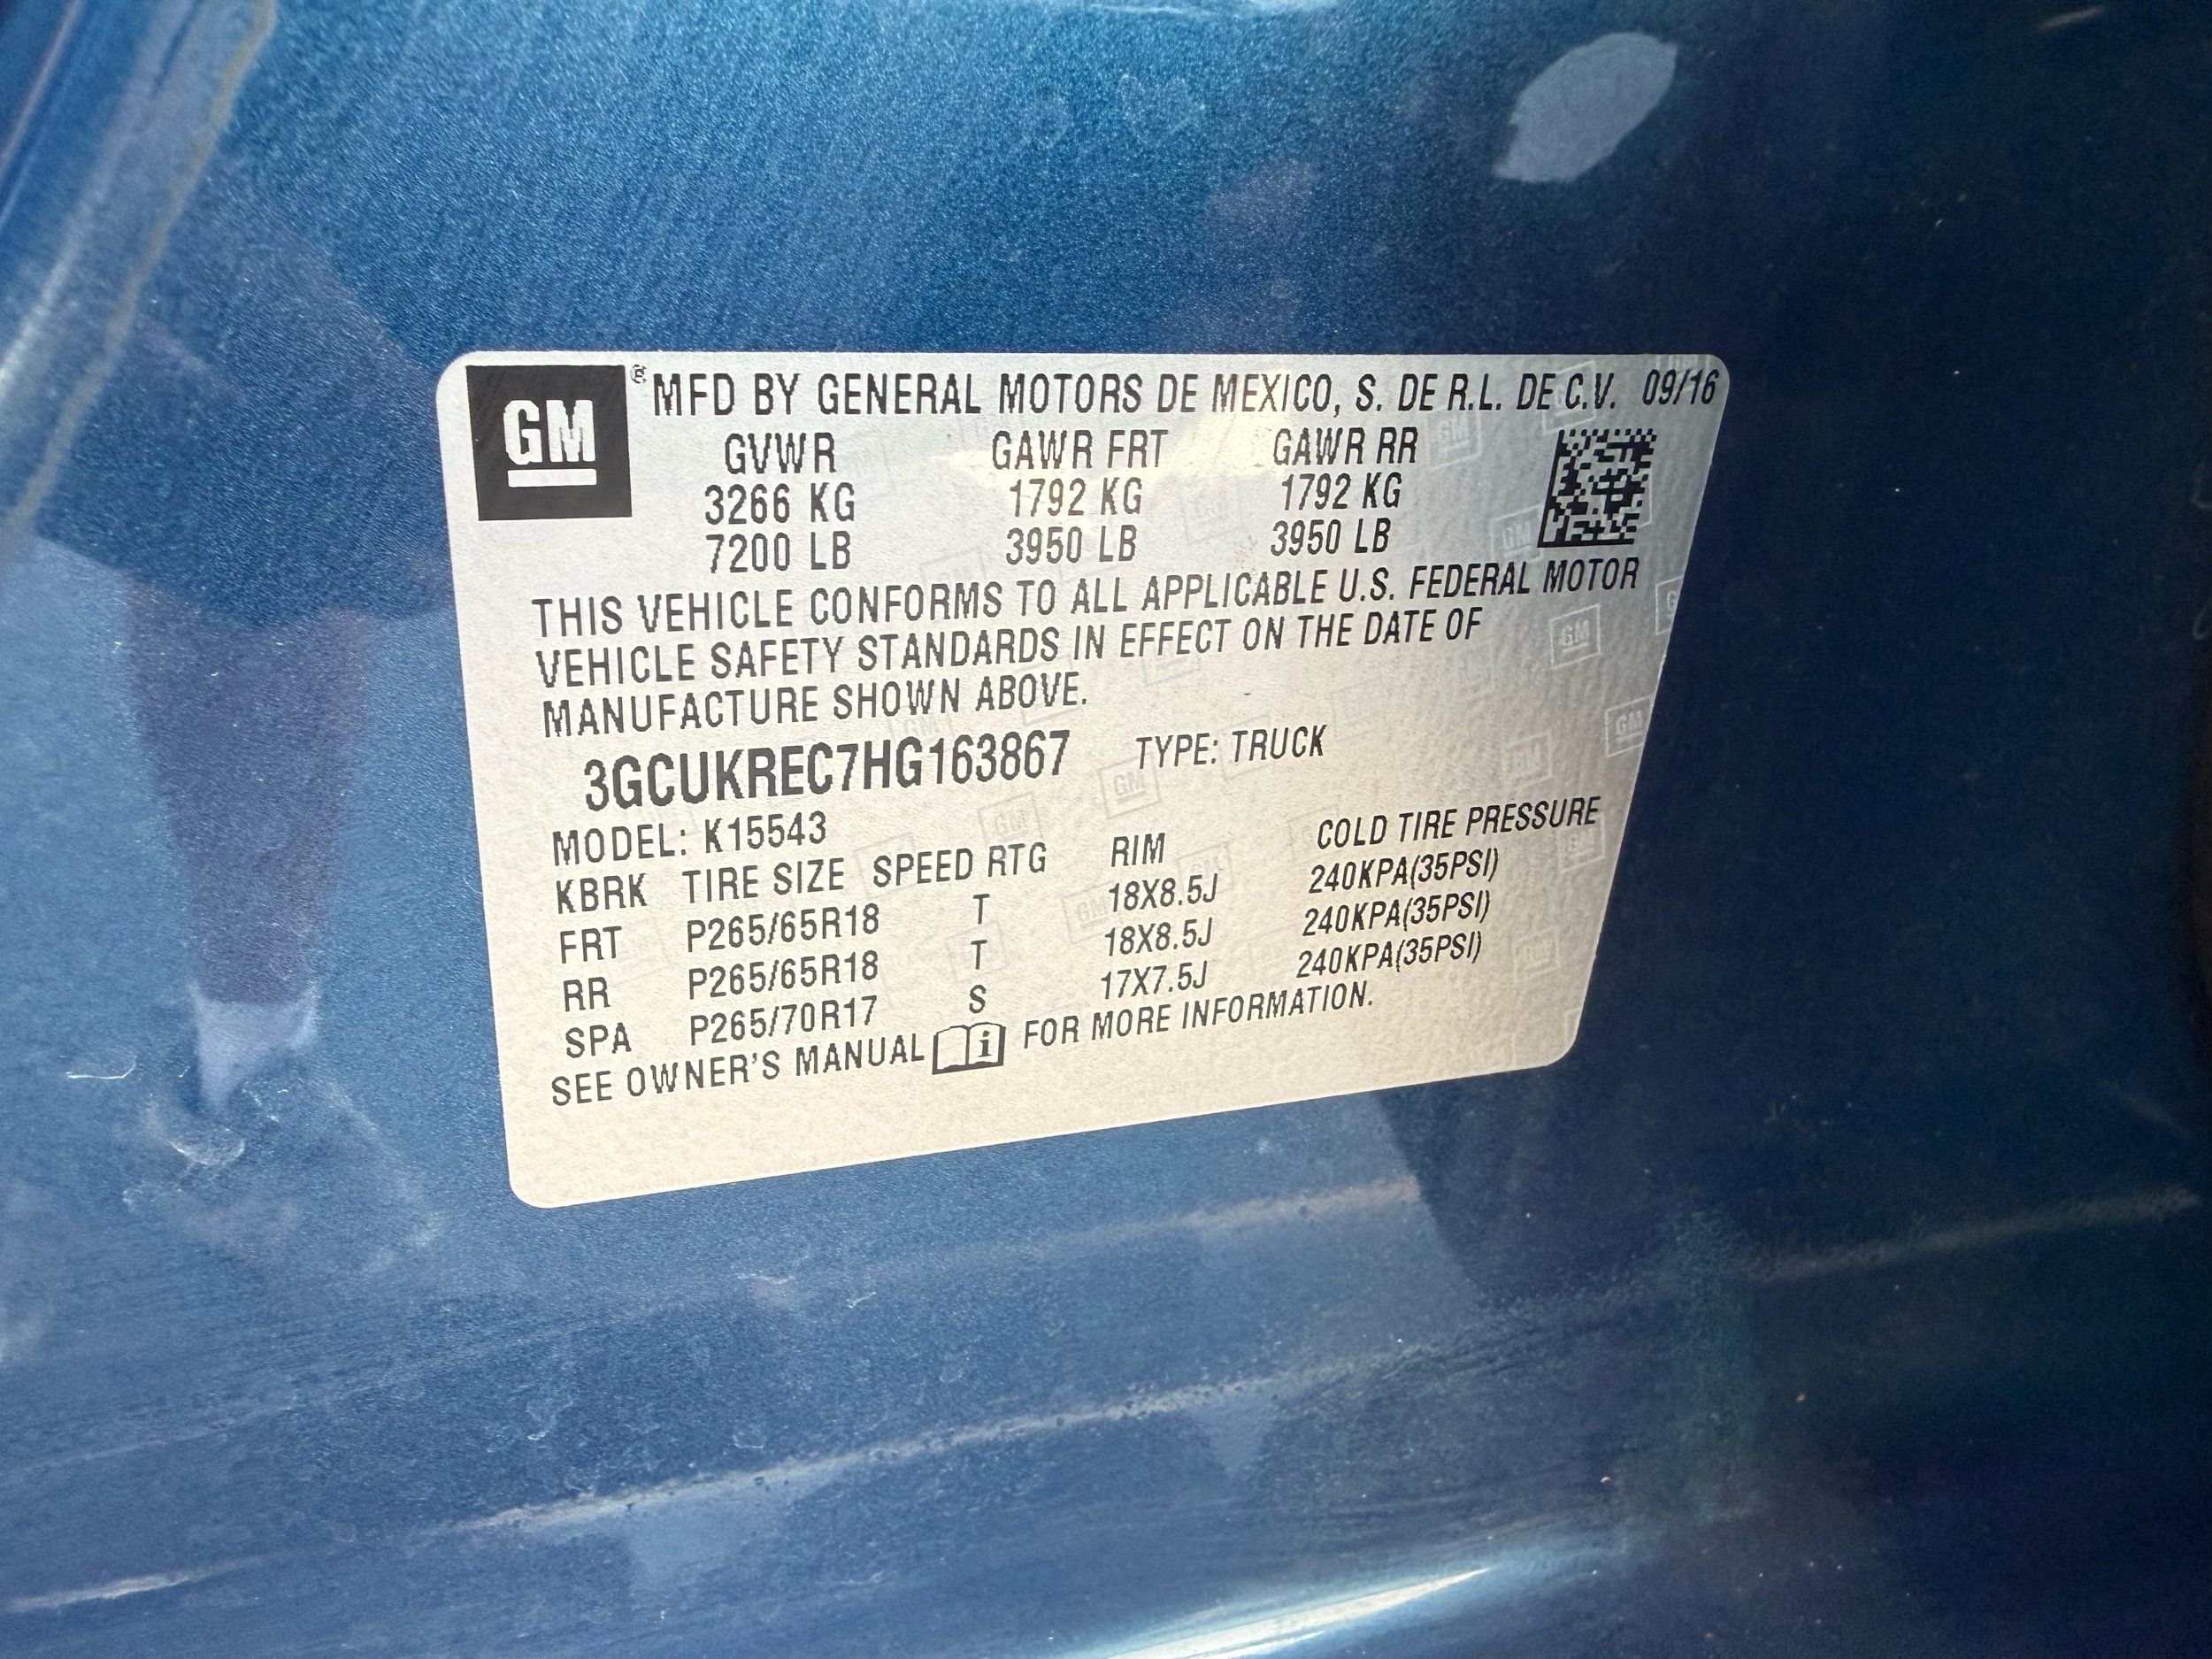 GM ® MFD BY GENERAL MOTORS DE MEXICO, S. DE R.L. DE C.V. 09/16
GVWR GAWR FRT GAWR RR
3266 KG 1792 KG 1792 KG
7200 LB 3950 LB 3950 LB
THIS VEHICLE CONFORMS TO ALL APPLICABLE U.S. FEDERAL MOTOR
VEHICLE SAFETY STANDARDS IN EFFECT ON THE DATE OF
MANUFACTURE SHOWN ABOVE.
3GCUKREC7HG163867 TYPE: TRUCK
MODEL: K15543
KBRK TIRE SIZE SPEED RTG RIM COLD TIRE PRESSURE
FRT P265/65R18 T 18X8.5J 240KPA(35PSI)
RR P265/65R18 T 18X8.5J 240KPA(35PSI)
SPA P265/70R17 S 17X7.5J 240KPA(35PSI)
SEE OWNER'S MANUAL i FOR MORE INFORMATION.